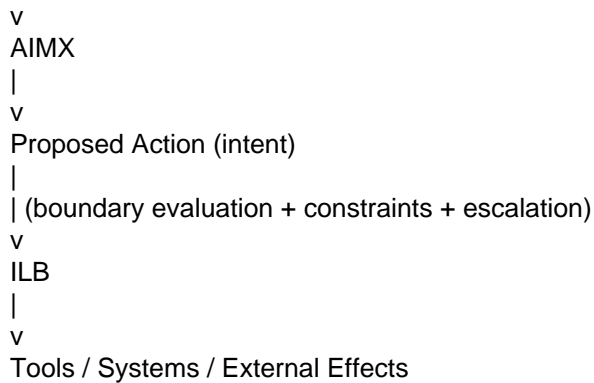 v
AIMX
|
v
Proposed Action (intent)
|
| (boundary evaluation + constraints + escalation)
v
ILB
|
v
Tools / Systems / External Effects